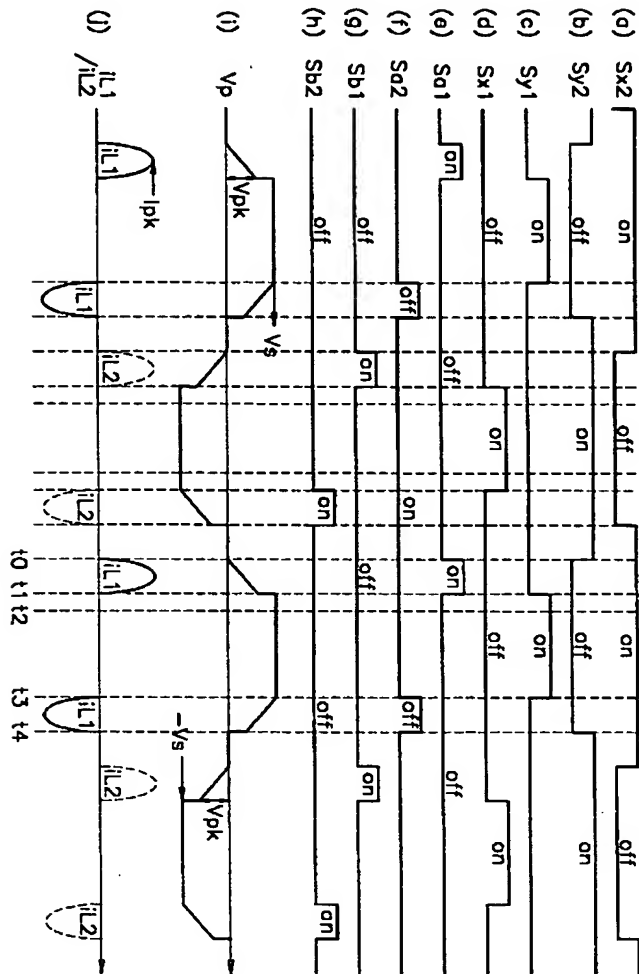 (a) Sx2 on off on off
(b) Sy2 off on off on
(c) Sy1 on on
(d) Sx1 off on off on
(e) Sa1 on off on off
(f) Sa2 off on off
(g) Sb1 off on off on
(h) Sb2 off on off on
(i) Vp Vpk Vs -Vs Vpk
(j) iL1
/iL2 iL1 Ipk iL1 iL2 iL2 iL1 iL1 iL2 iL2
t0 t1 t2 t3 t4